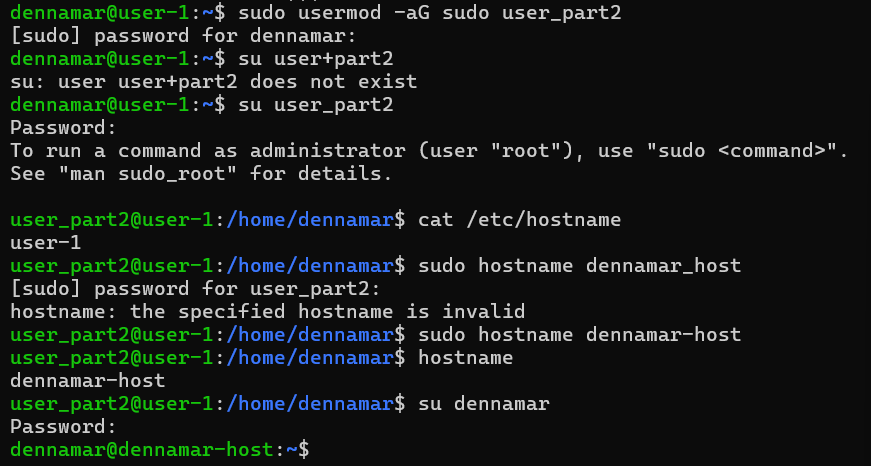 dennamar@user-1:~$ sudo usermod -aG sudo user_part2
[sudo] password for dennamar:
dennamar@user-1:~$ su user+part2
su: user user+part2 does not exist
dennamar@user-1:~$ su user_part2
Password:
To run a command as administrator (user "root"), use "sudo <command>".
See "man sudo_root" for details.

user_part2@user-1:/home/dennamar$ cat /etc/hostname
user-1
user_part2@user-1:/home/dennamar$ sudo hostname dennamar_host
[sudo] password for user_part2:
hostname: the specified hostname is invalid
user_part2@user-1:/home/dennamar$ sudo hostname dennamar-host
user_part2@user-1:/home/dennamar$ hostname
dennamar-host
user_part2@user-1:/home/dennamar$ su dennamar
Password:
dennamar@dennamar-host:~$